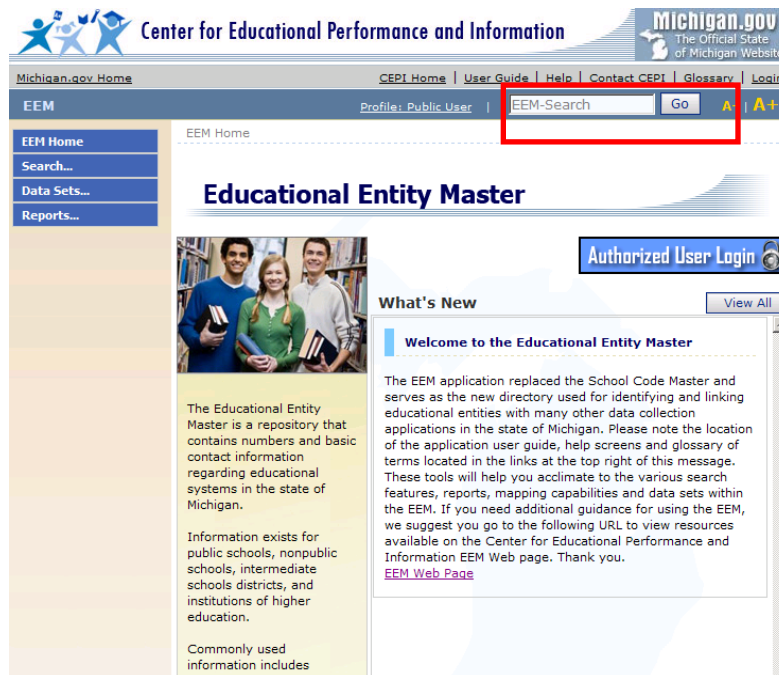 Center for Educational Performance and Information
Michigan.gov
The Official State
of Michigan Website
Michigan.gov Home
CEPI Home | User Guide | Help | Contact CEPI | Glossary | Login
EEM
Profile: Public User | EEM-Search Go A- | A+
EEM Home
Search...
Data Sets...
Reports...
EEM Home
Educational Entity Master
Authorized User Login
What's New
View All
Welcome to the Educational Entity Master
The EEM application replaced the School Code Master and
serves as the new directory used for identifying and linking
educational entities with many other data collection
applications in the state of Michigan. Please note the location
of the application user guide, help screens and glossary of
terms located in the links at the top right of this message.
These tools will help you acclimate to the various search
features, reports, mapping capabilities and data sets within
the EEM. If you need additional guidance for using the EEM,
we suggest you go to the following URL to view resources
available on the Center for Educational Performance and
Information EEM Web page. Thank you.
EEM Web Page
The Educational Entity
Master is a repository that
contains numbers and basic
contact information
regarding educational
systems in the state of
Michigan.
Information exists for
public schools, nonpublic
schools, intermediate
schools districts, and
institutions of higher
education.
Commonly used
information includes